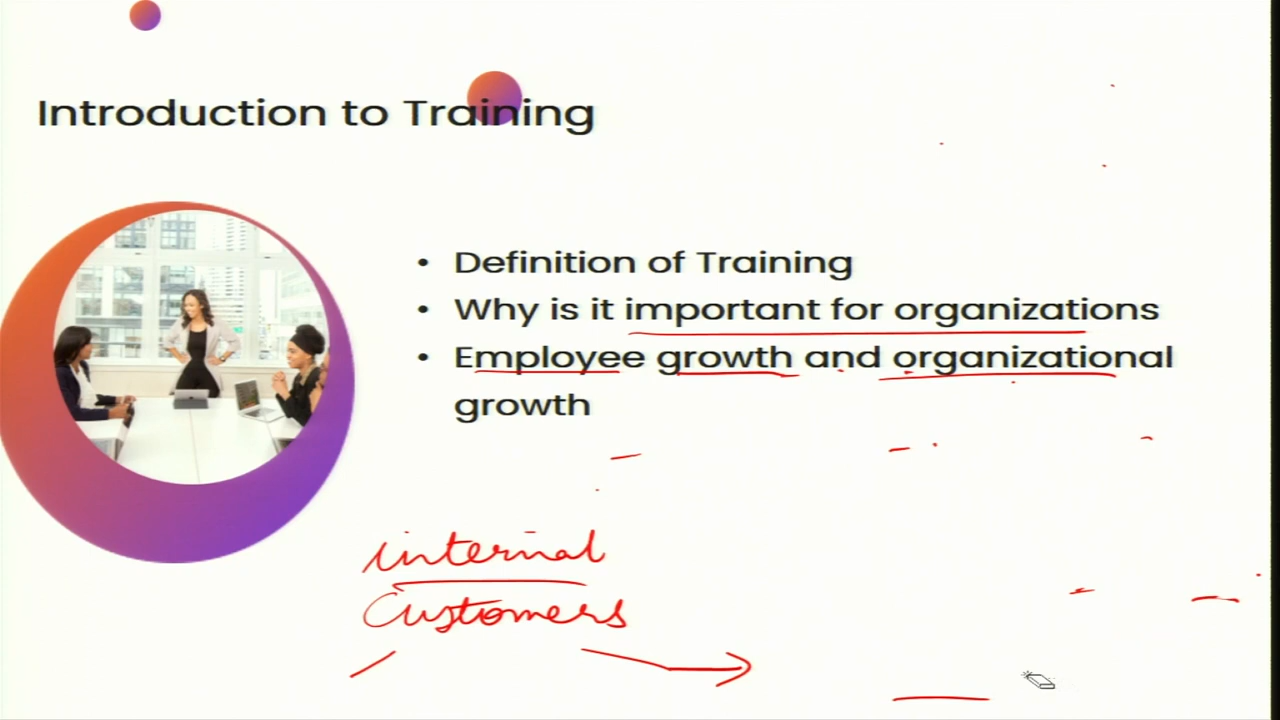 Introduction to Training
• Definition of Training
• Why is it important for organizations
• Employee growth and organizational
growth
internal
Customers